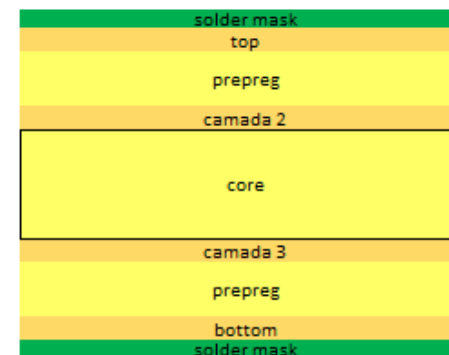 solder mask
top
prepreg
camada 2
core
camada 3
prepreg
bottom
solder mask